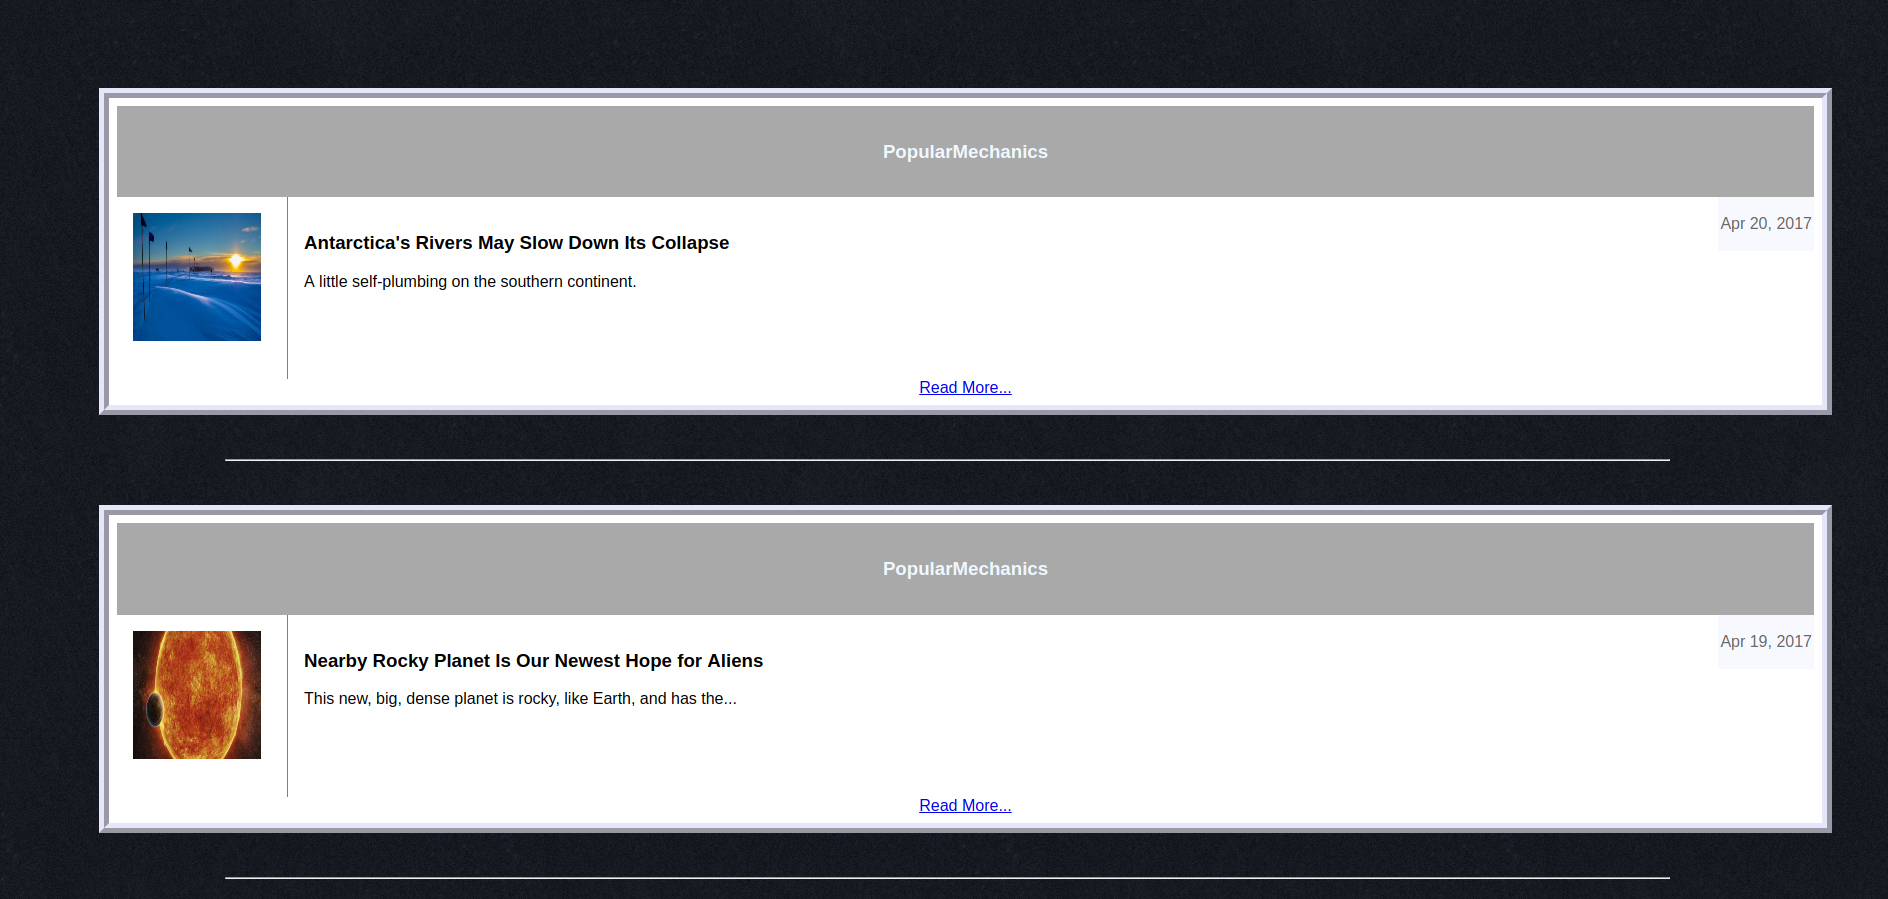 PopularMechanics
Antarctica's Rivers May Slow Down Its Collapse
Apr 20, 2017
A little self-plumbing on the southern continent.
Read More...
PopularMechanics
Nearby Rocky Planet Is Our Newest Hope for Aliens
Apr 19, 2017
This new, big, dense planet is rocky, like Earth, and has the...
Read More...